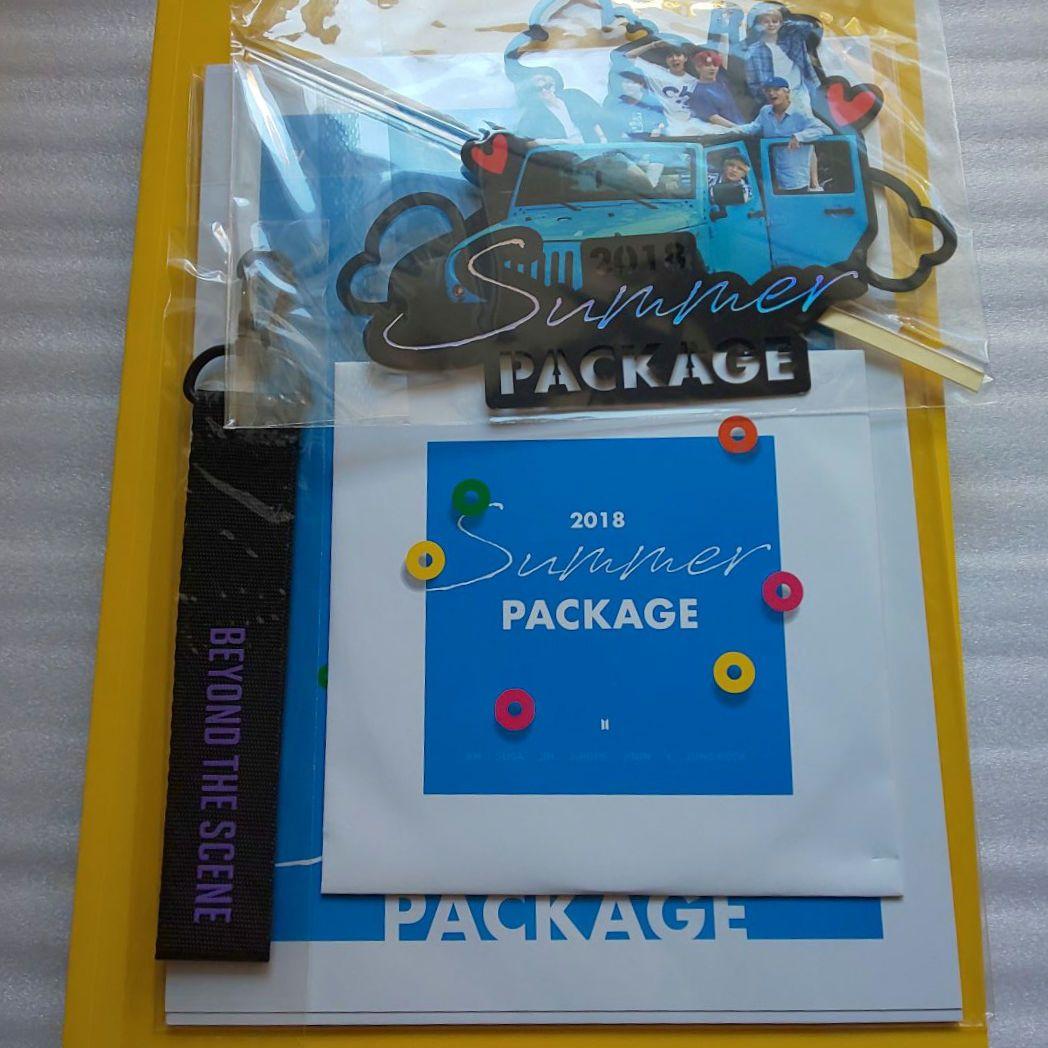 2018
Summer
PACKAGE
2018
Summer
PACKAGE
BEYOND THE SCENE
PACKAGE